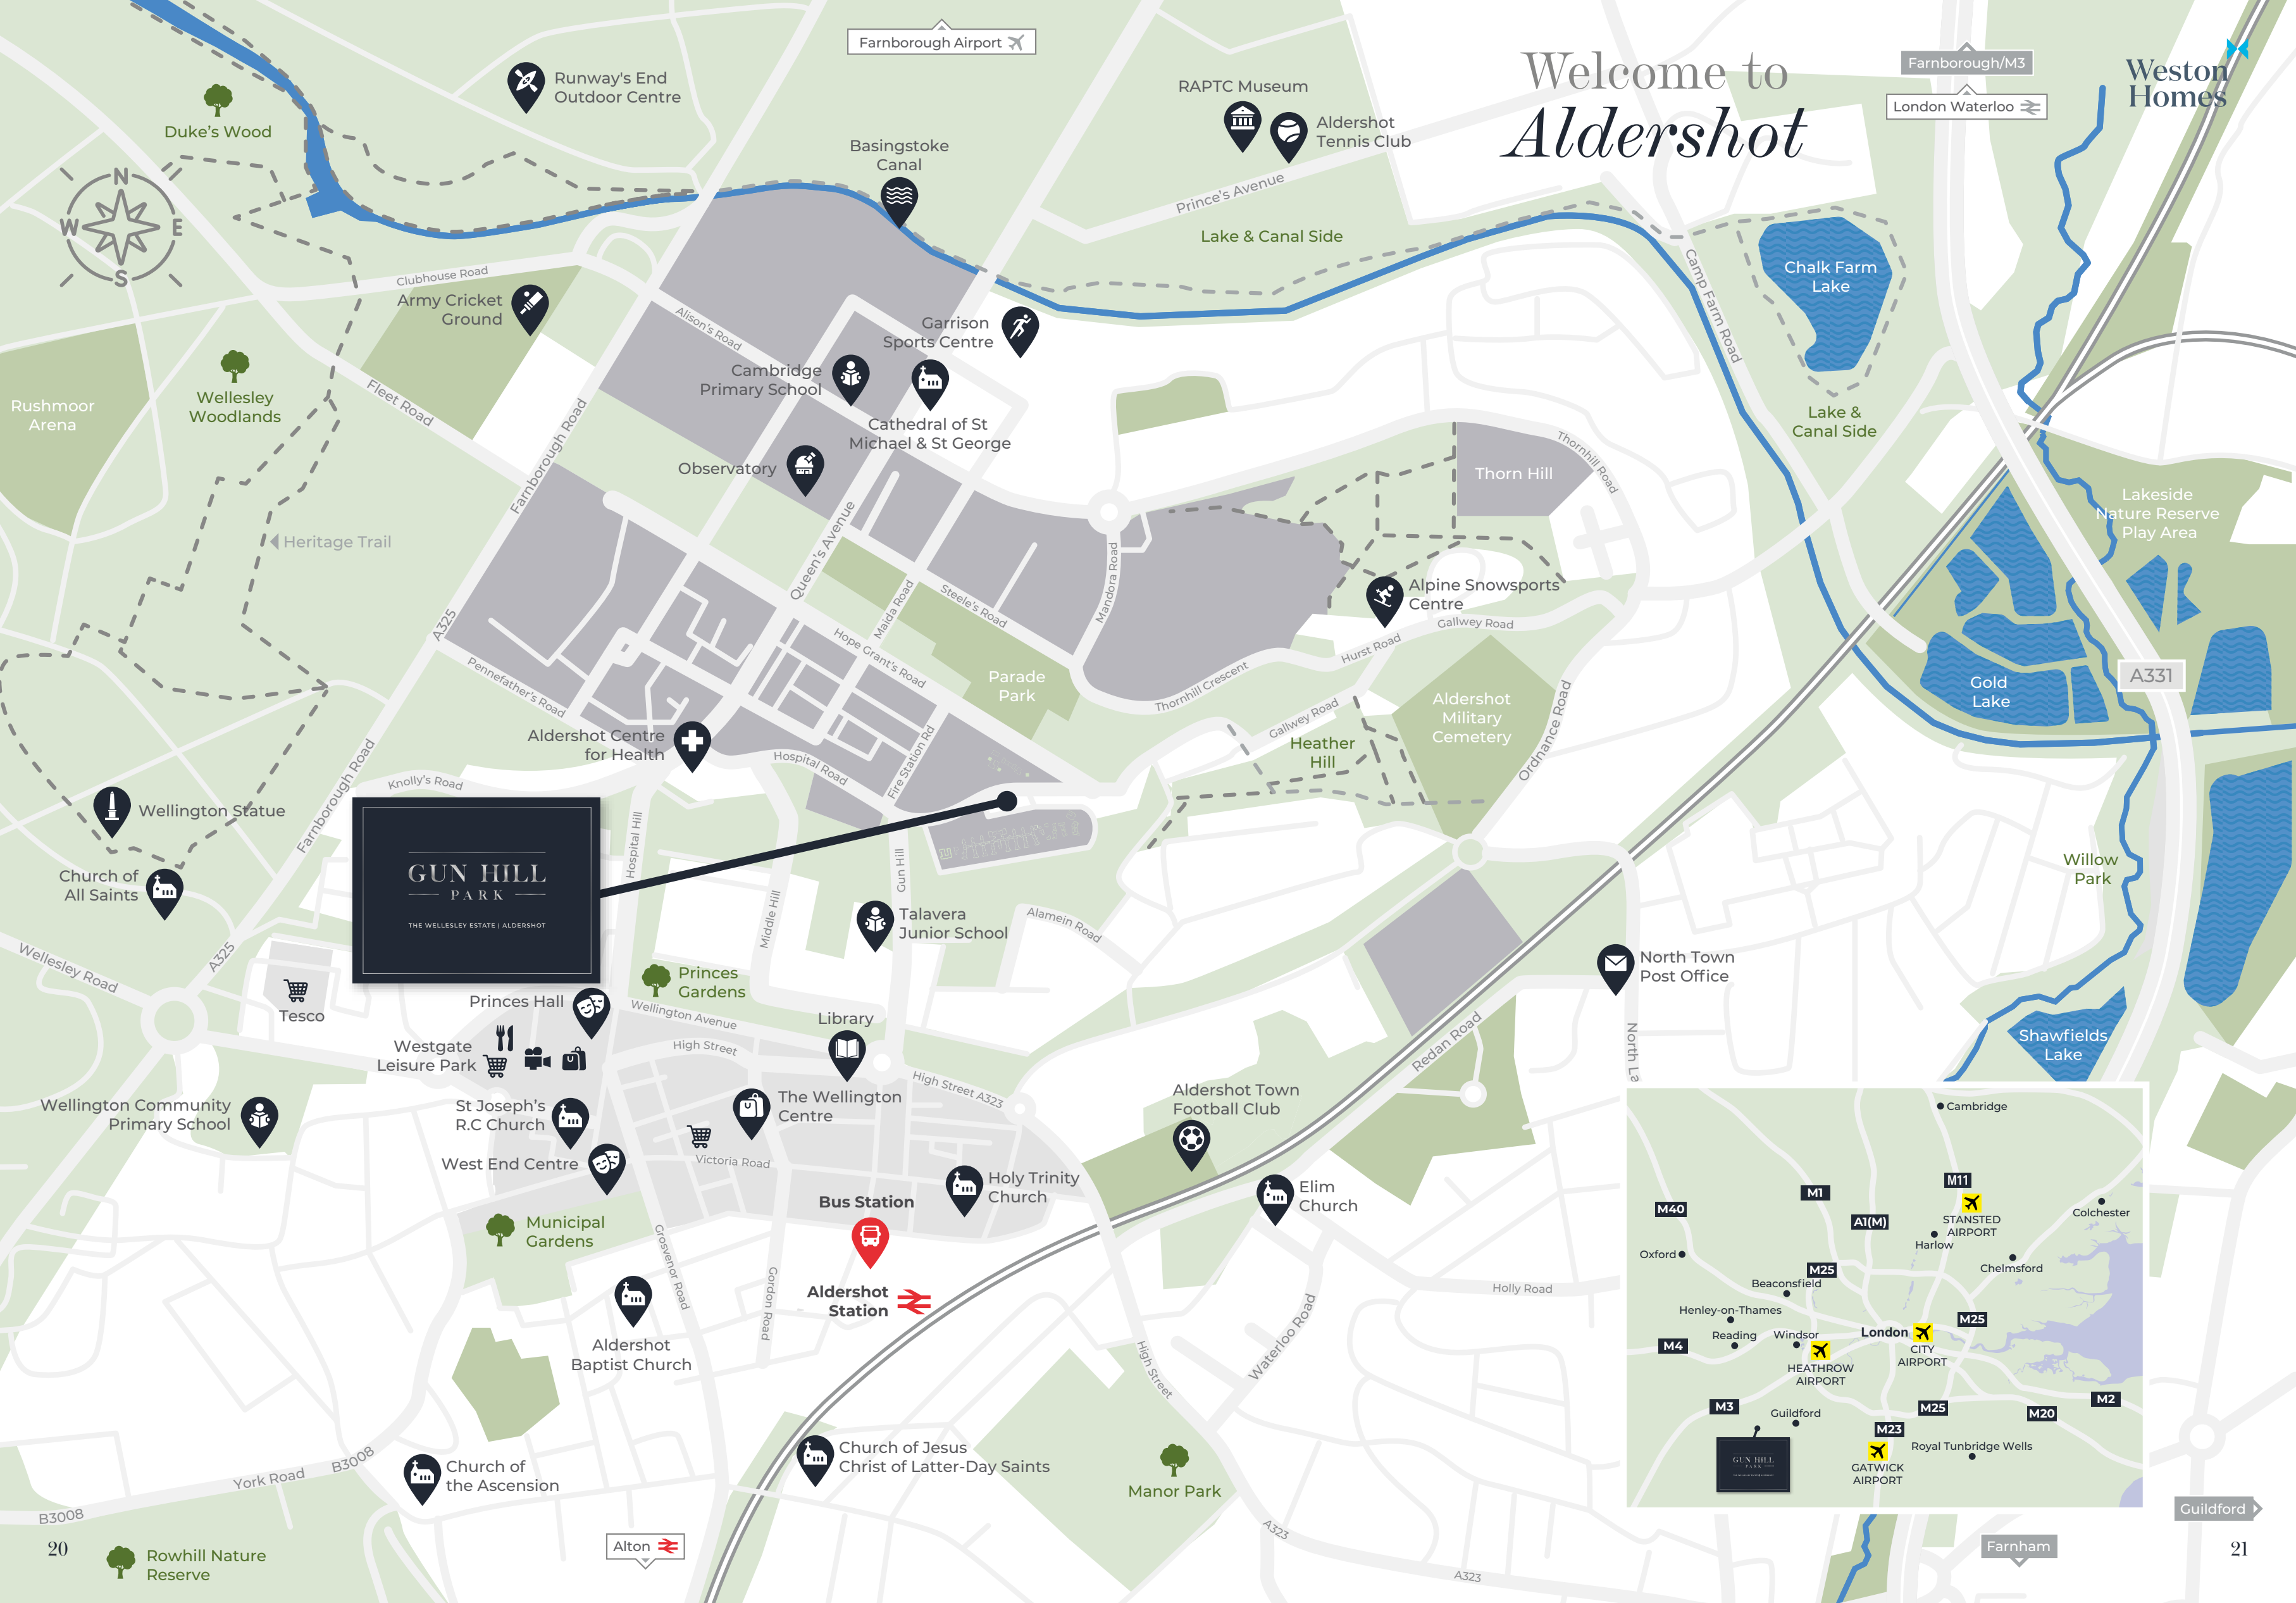 Welcome to
Aldershot
Weston
Homes
Farnborough/M3
London Waterloo
Farnborough Airport
Runway's End
Outdoor Centre
Duke's Wood
RAPTC Museum
Aldershot
Tennis Club
Basingstoke
Canal
Prince's Avenue
Lake & Canal Side
N
W
E
S
Clubhouse Road
Army Cricket
Ground
Chalk Farm
Lake
Camp Farm Road
Alison's Road
Garrison
Sports Centre
Cambridge
Primary School
Cathedral of St
Michael & St George
Wellesley
Woodlands
Rushmoor
Arena
Fleet Road
Farnborough Road
Observatory
Lake &
Canal Side
Thorn Hill
Thornhill Road
Lakeside
Nature Reserve
Play Area
Heritage Trail
Queen's Avenue
Maida Road
Steele's Road
Mandora Road
Alpine Snowsports
Centre
Gallwey Road
Hurst Road
A325
Hope Grant's Road
Pennefather's Road
Parade
Park
Thornhill Crescent
Gallwey Road
Aldershot
Military
Cemetery
Ordnance Road
Gold
Lake
A331
Heather
Hill
Aldershot Centre
for Health
Hospital Road
Fire Station Rd
Knolly's Road
Farnborough Road
Wellington Statue
GUN HILL
PARK
THE WELLESLEY ESTATE | ALDERSHOT
Hospital Hill
Middle Hill
Gun Hill
Church of
All Saints
Willow
Park
Talavera
Junior School
Alamein Road
Wellesley Road
A325
North Town
Post Office
Princes
Gardens
Tesco
Princes Hall
Wellington Avenue
Library
High Street
North La
Redan Road
Shawfields
Lake
Westgate
Leisure Park
High Street A323
Wellington Community
Primary School
St Joseph's
R.C Church
The Wellington
Centre
Aldershot Town
Football Club
West End Centre
Victoria Road
Holy Trinity
Church
Elim
Church
Bus Station
Municipal
Gardens
Grosvenor Road
Gordon Road
Aldershot
Station
Holly Road
Waterloo Road
High Street
Aldershot
Baptist Church
Church of Jesus
Christ of Latter-Day Saints
Church of
the Ascension
York Road
B3008
B3008
Manor Park
A323
A323
Alton
Rowhill Nature
Reserve
Cambridge
M11
M1
M40
A1(M)
STANSTED
AIRPORT
Colchester
Harlow
Oxford
Chelmsford
M25
Beaconsfield
Henley-on-Thames
M25
Reading
Windsor
London
M4
CITY
AIRPORT
HEATHROW
AIRPORT
M2
M3
Guildford
M25
M20
M23
Royal Tunbridge Wells
GUN HILL
PARK
GATWICK
AIRPORT
Guildford
Farnham
20
21